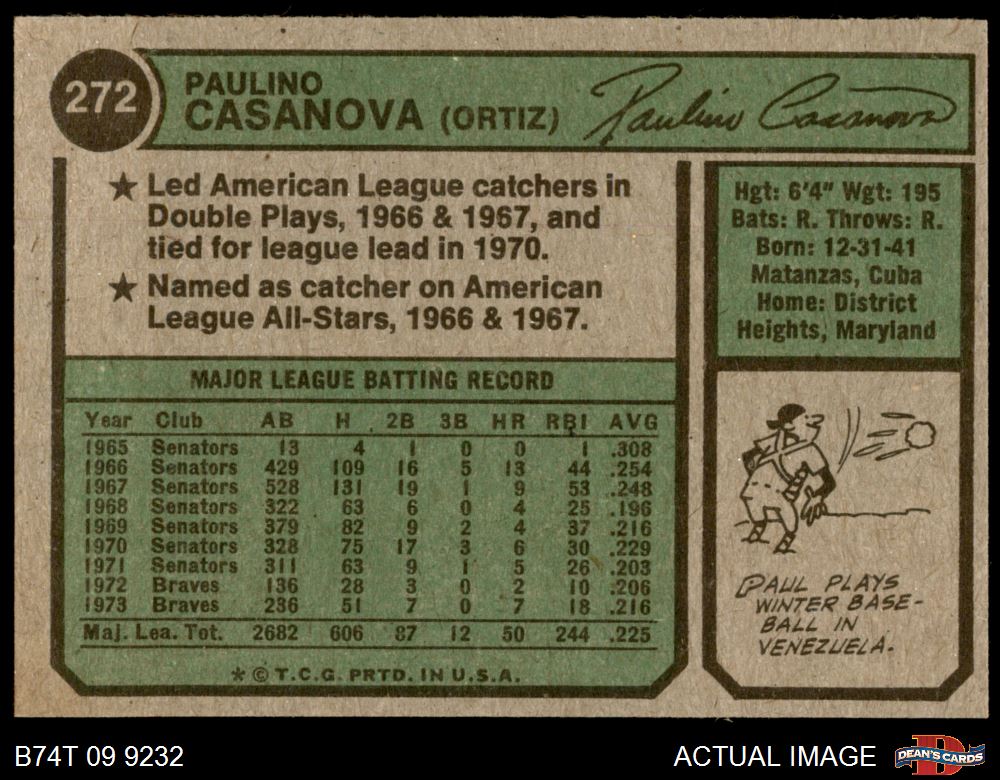 272
PAULINO
CASANOVA (ORTIZ)
Paulino Casanova
★ Led American League catchers in
Double Plays, 1966 & 1967, and
tied for league lead in 1970.
★ Named as catcher on American
League All-Stars, 1966 & 1967.
Hgt: 6'4" Wgt: 195
Bats: R. Throws: R.
Born: 12-31-41
Matanzas, Cuba
Home: District
Heights, Maryland
MAJOR LEAGUE BATTING RECORD
Year Club AB H 2B 3B HR RBI AVG
1965 Senators 13 4 1 0 0 1 .308
1966 Senators 429 109 16 5 13 44 .254
1967 Senators 528 131 19 1 9 53 .248
1968 Senators 322 63 6 0 4 25 .196
1969 Senators 379 82 9 2 4 37 .216
1970 Senators 328 75 17 3 6 30 .229
1971 Senators 311 63 9 1 5 26 .203
1972 Braves 136 28 3 0 2 10 .206
1973 Braves 236 51 7 0 7 18 .216
Maj. Lea. Tot. 2682 606 87 12 50 244 .225
* © T.C.G. PRTD. IN U.S.A.
PAUL PLAYS
WINTER BASE-
BALL IN
VENEZUELA.
B74T 09 9232
ACTUAL IMAGE
DEAN'S CARDS